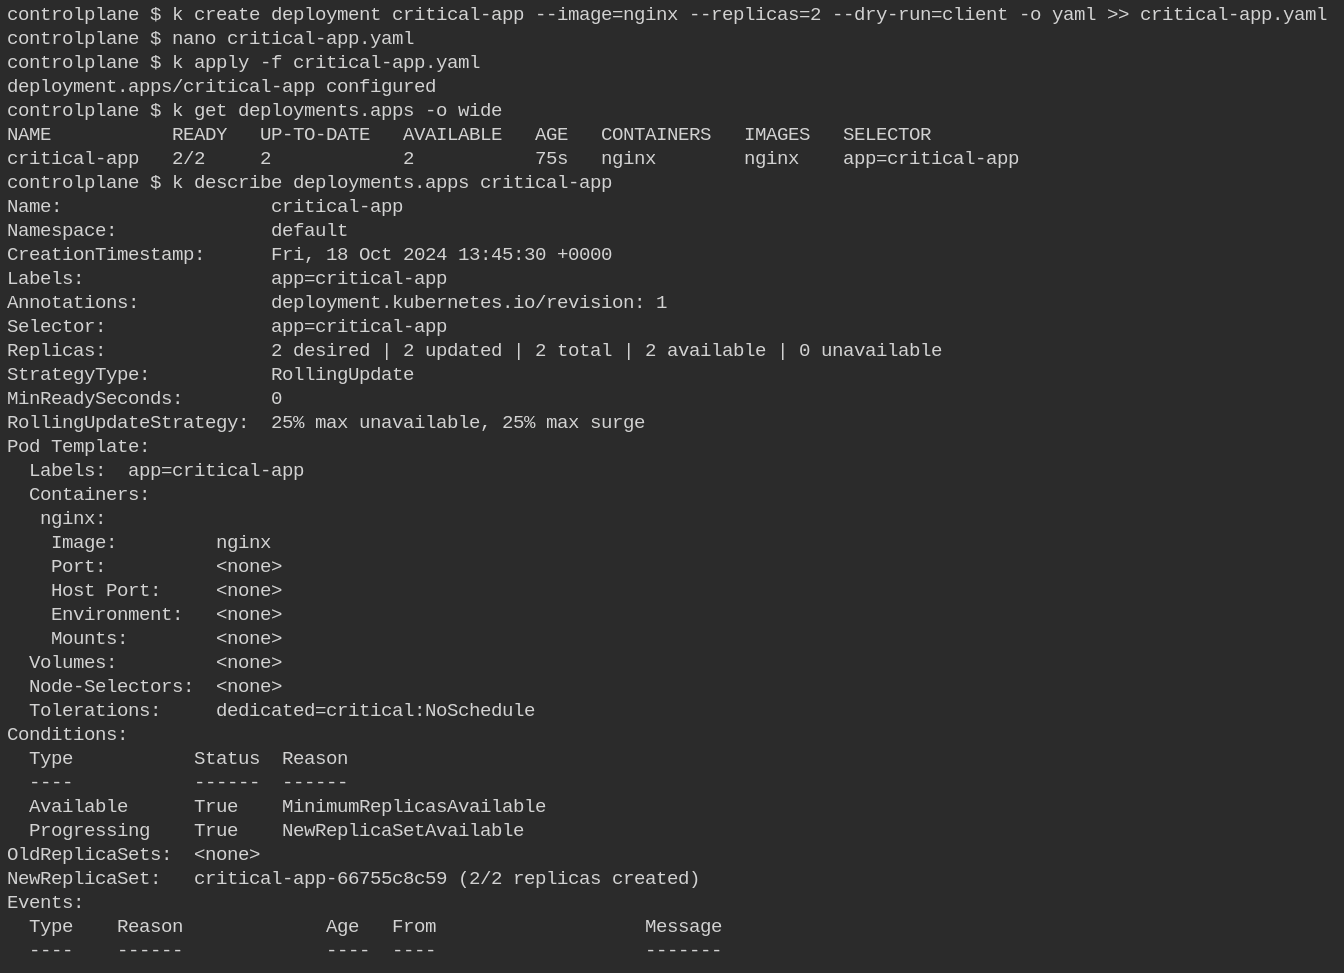 controlplane $ k create deployment critical-app --image=nginx --replicas=2 --dry-run=client -o yaml >> critical-app.yaml
controlplane $ nano critical-app.yaml
controlplane $ k apply -f critical-app.yaml
deployment.apps/critical-app configured
controlplane $ k get deployments.apps -o wide
NAME           READY   UP-TO-DATE   AVAILABLE   AGE   CONTAINERS   IMAGES   SELECTOR
critical-app   2/2     2            2           75s   nginx        nginx    app=critical-app
controlplane $ k describe deployments.apps critical-app
Name:                   critical-app
Namespace:              default
CreationTimestamp:      Fri, 18 Oct 2024 13:45:30 +0000
Labels:                 app=critical-app
Annotations:            deployment.kubernetes.io/revision: 1
Selector:               app=critical-app
Replicas:               2 desired | 2 updated | 2 total | 2 available | 0 unavailable
StrategyType:           RollingUpdate
MinReadySeconds:        0
RollingUpdateStrategy:  25% max unavailable, 25% max surge
Pod Template:
  Labels:  app=critical-app
  Containers:
   nginx:
    Image:         nginx
    Port:          <none>
    Host Port:     <none>
    Environment:   <none>
    Mounts:        <none>
  Volumes:         <none>
  Node-Selectors:  <none>
  Tolerations:     dedicated=critical:NoSchedule
Conditions:
  Type           Status  Reason
  ----           ------  ------
  Available      True    MinimumReplicasAvailable
  Progressing    True    NewReplicaSetAvailable
OldReplicaSets:  <none>
NewReplicaSet:   critical-app-66755c8c59 (2/2 replicas created)
Events:
  Type    Reason             Age   From                   Message
  ----    ------             ----  ----                   -------